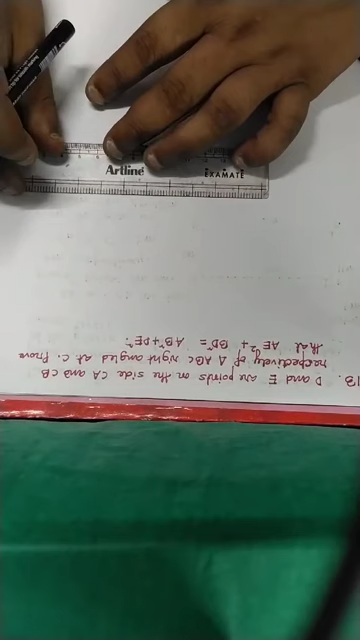 13. D and E are points on the side CA and CB
respectively of Δ ABC right angled at C. Prove
that AE² + BD² = AB² + DE²
Artline
EXAMATE